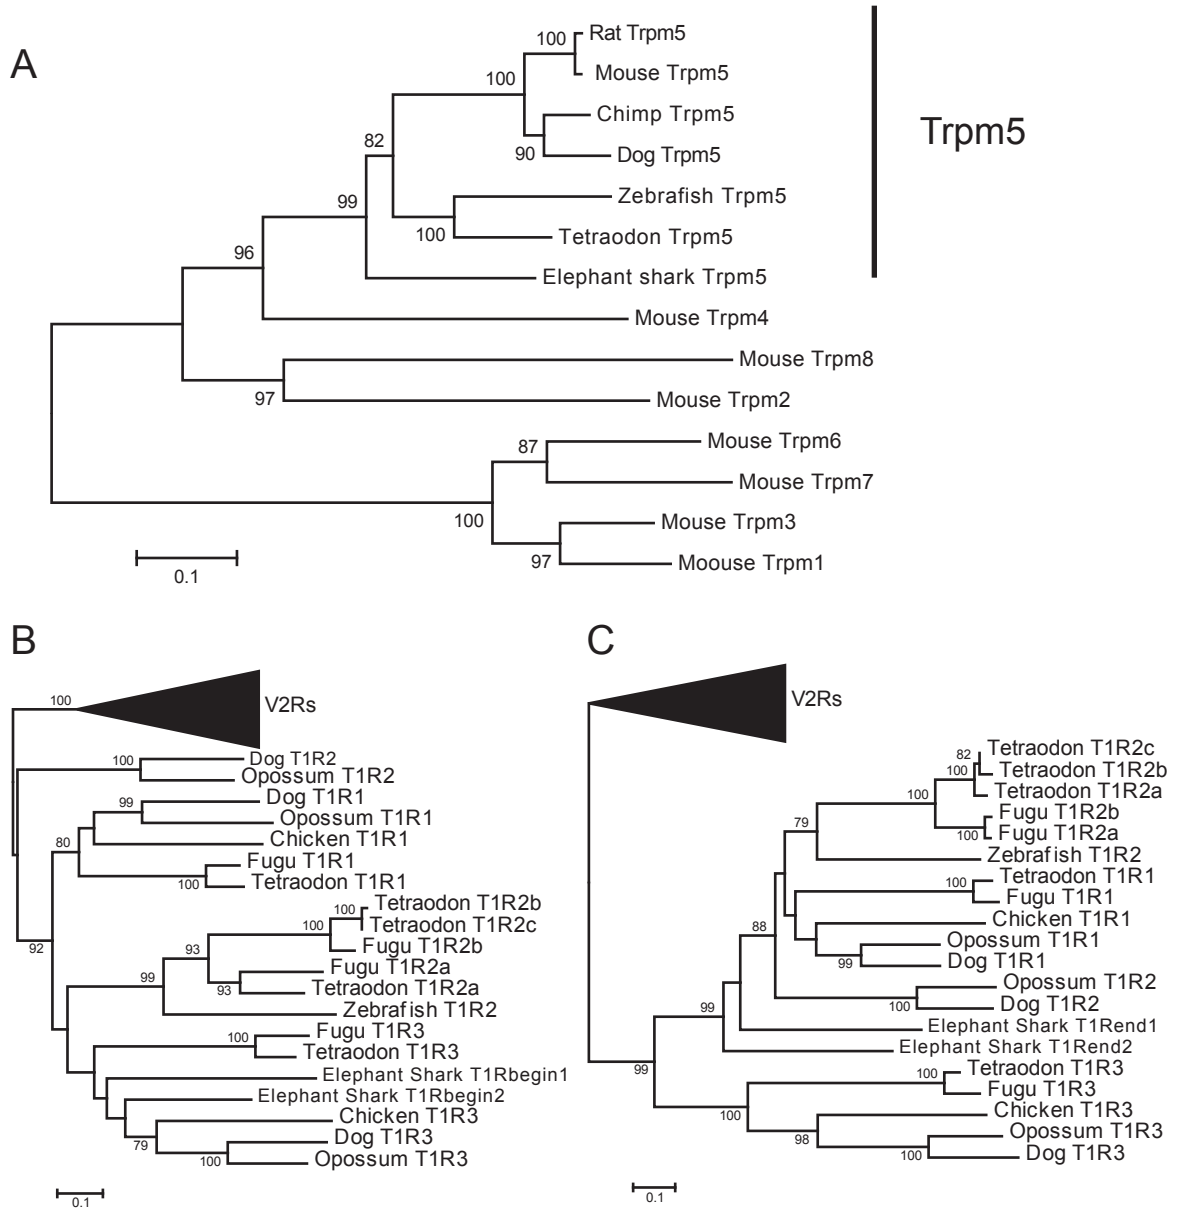 A
100
Rat Trpm5
Mouse Trpm5
100
Chimp Trpm5
90
Dog Trpm5
82
Zebrafish Trpm5
99
100
Tetraodon Trpm5
96
Elephant shark Trpm5
Trpm5
Mouse Trpm4
Mouse Trpm8
97
Mouse Trpm2
87
Mouse Trpm6
Mouse Trpm7
100
Mouse Trpm3
97
Moouse Trpm1
0.1
B
100
V2Rs
100
Dog T1R2
Opossum T1R2
99
Dog T1R1
Opossum T1R1
80
Chicken T1R1
Fugu T1R1
100
Tetraodon T1R1
100
Tetraodon T1R2b
100
Tetraodon T1R2c
93
Fugu T1R2b
92
99
Fugu T1R2a
93
Tetraodon T1R2a
Zebrafish T1R2
100
Fugu T1R3
Tetraodon T1R3
Elephant Shark T1Rbegin1
Elephant Shark T1Rbegin2
Chicken T1R3
79
Dog T1R3
100
Opossum T1R3
0.1
C
V2Rs
82
Tetraodon T1R2c
100
Tetraodon T1R2b
100
Tetraodon T1R2a
Fugu T1R2b
79
100
Fugu T1R2a
Zebrafish T1R2
100
Tetraodon T1R1
Fugu T1R1
88
Chicken T1R1
Opossum T1R1
99
Dog T1R1
Opossum T1R2
100
Dog T1R2
99
Elephant Shark T1Rend1
Elephant Shark T1Rend2
99
100
Tetraodon T1R3
Fugu T1R3
100
Chicken T1R3
98
Opossum T1R3
100
Dog T1R3
0.1